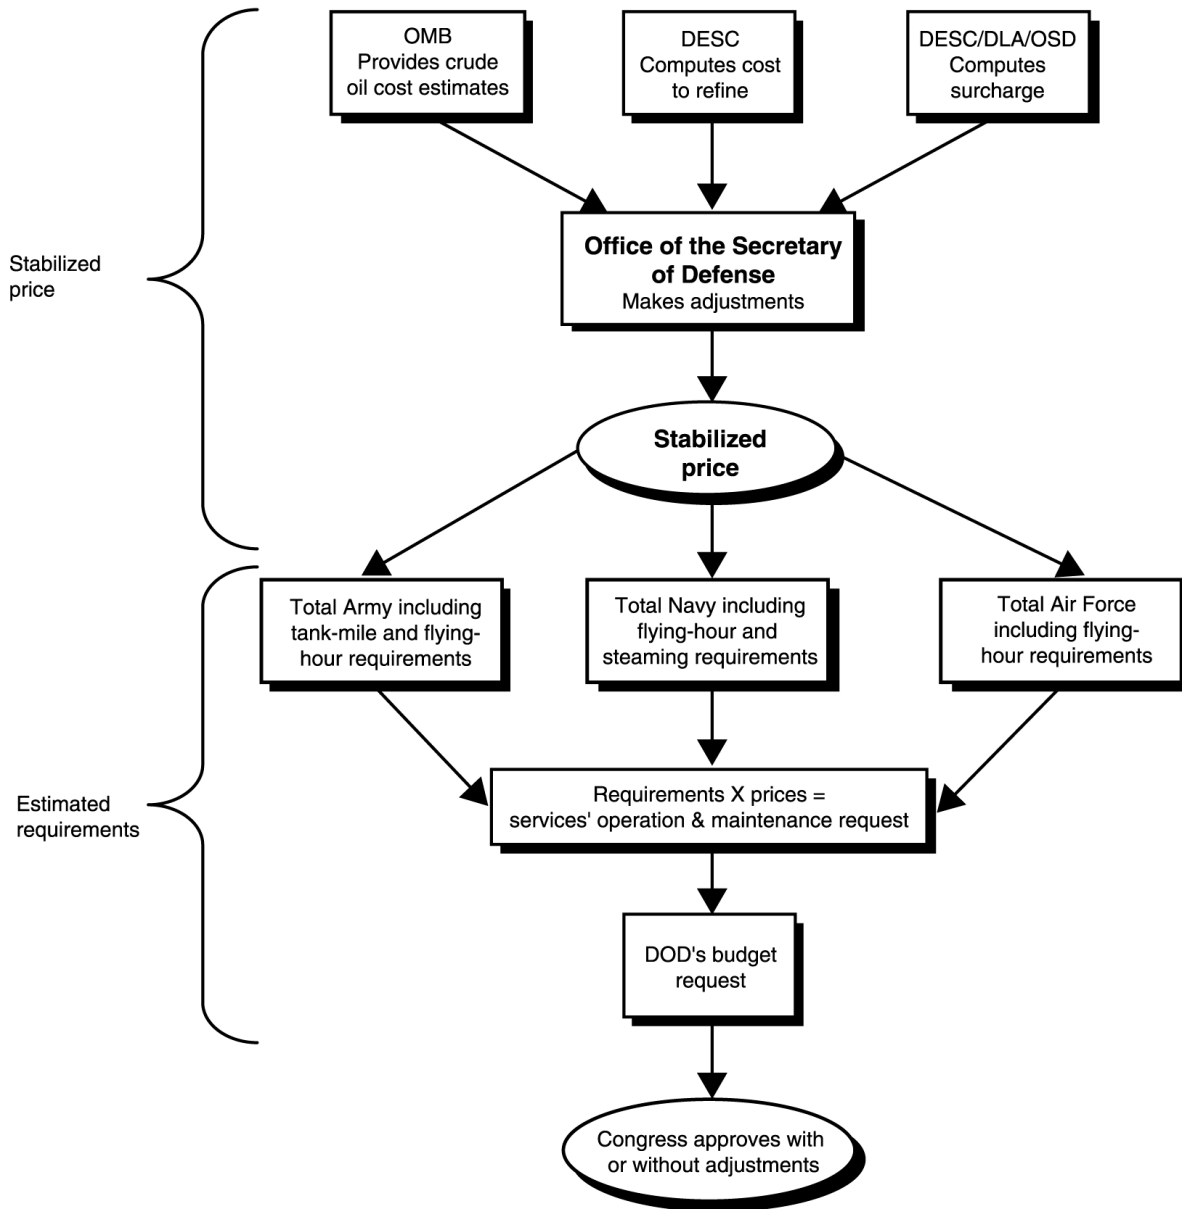 OMB
Provides crude
oil cost estimates
DESC
Computes cost
to refine
DESC/DLA/OSD
Computes
surcharge
Stabilized
price
Office of the Secretary
of Defense
Makes adjustments
Stabilized
price
Total Army including
tank-mile and flying-
hour requirements
Total Navy including
flying-hour and
steaming requirements
Total Air Force
including flying-
hour requirements
Estimated
requirements
Requirements X prices =
services' operation & maintenance request
DOD's budget
request
Congress approves with
or without adjustments